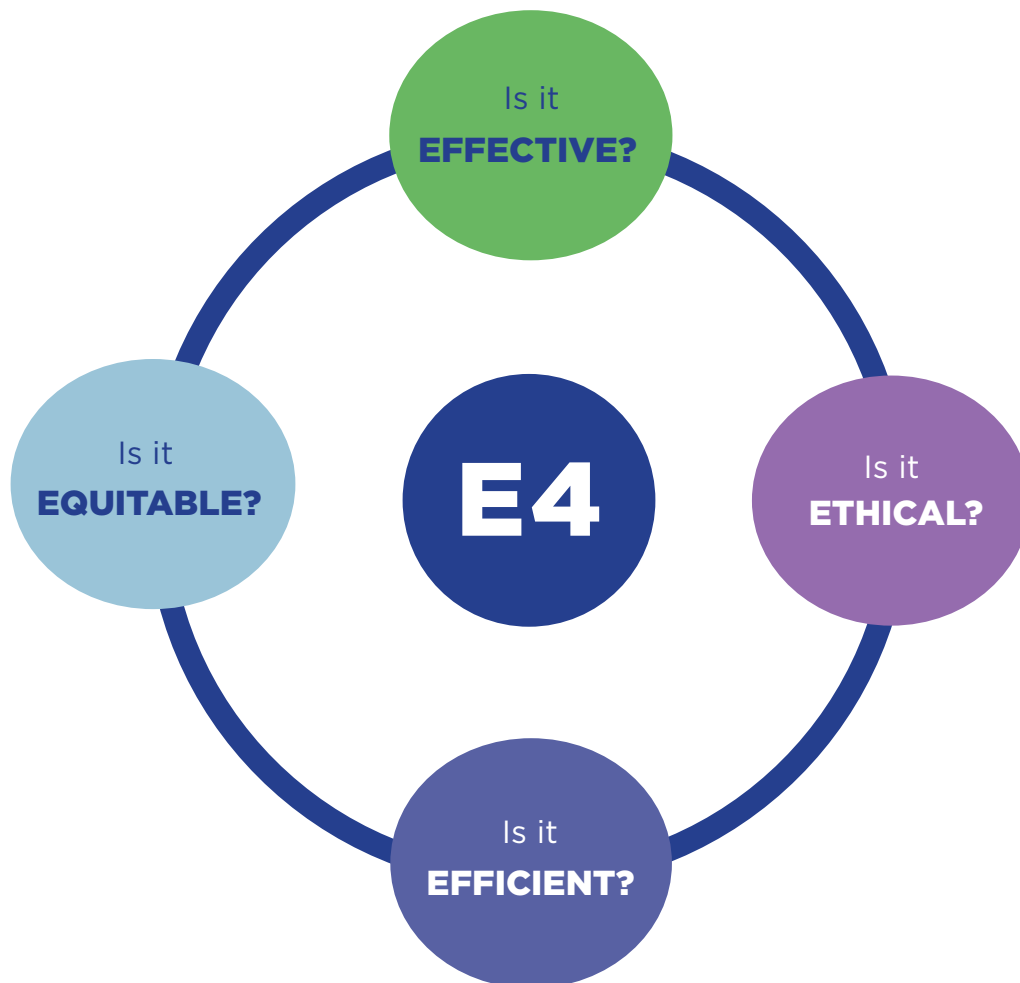 Is it
EFFECTIVE?
Is it
EQUITABLE?
E4
Is it
ETHICAL?
Is it
EFFICIENT?